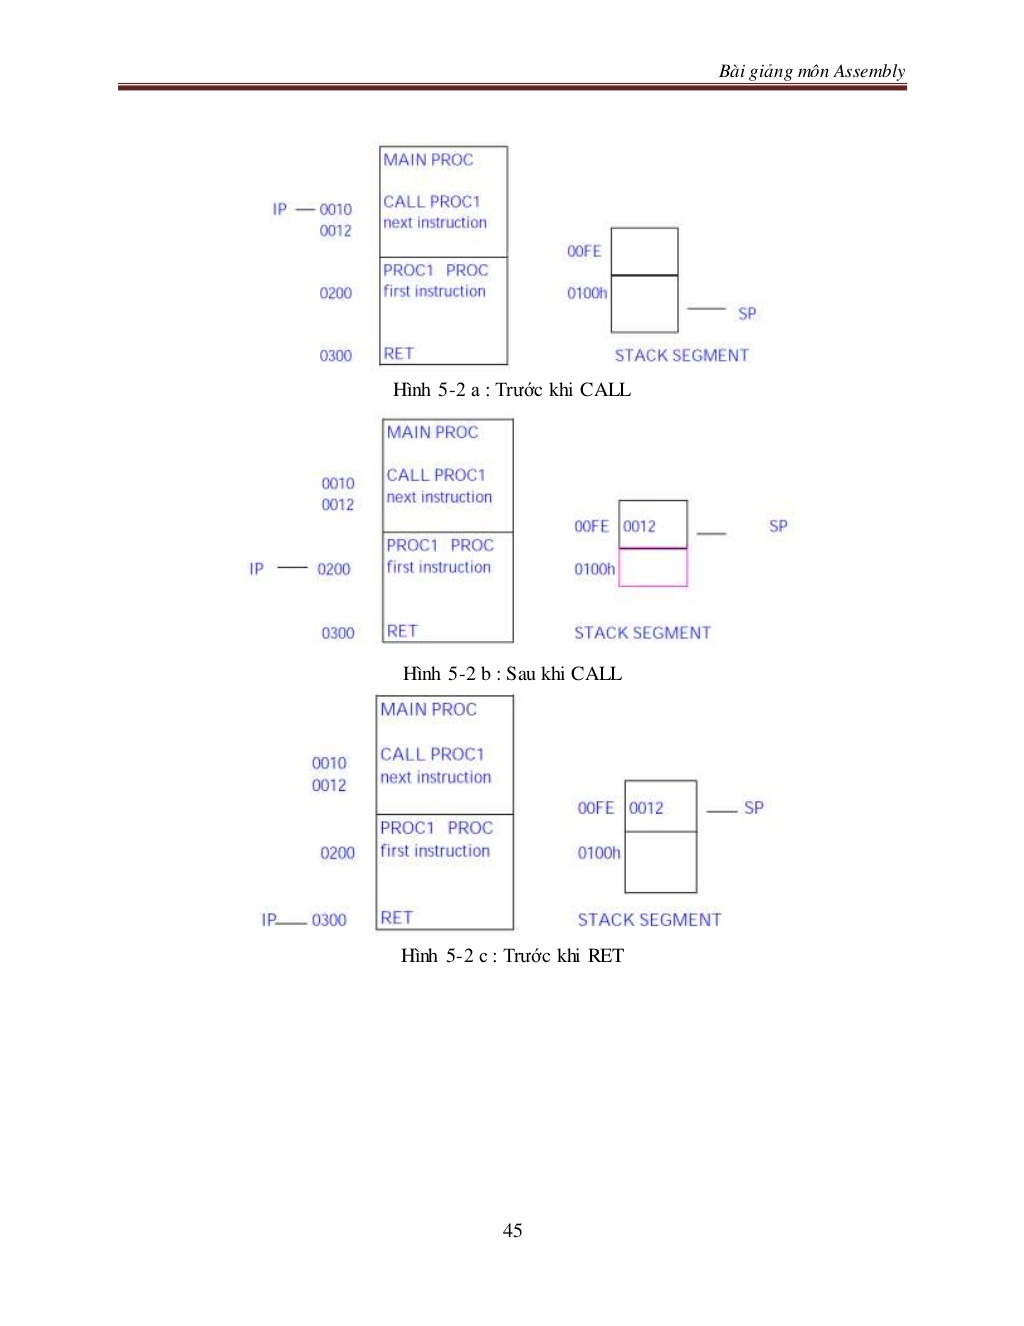 Bài giảng môn Assembly
MAIN PROC
IP 0010 CALL PROC1
0012 next instruction
00FE
PROC1 PROC
0200 first instruction
0100h
SP
0300 RET
STACK SEGMENT
Hình 5-2 a : Trước khi CALL
MAIN PROC
0010 CALL PROC1
0012 next instruction
00FE 0012 SP
PROC1 PROC
IP 0200 first instruction
0100h
0300 RET
STACK SEGMENT
Hình 5-2 b : Sau khi CALL
MAIN PROC
0010 CALL PROC1
0012 next instruction
00FE 0012 SP
PROC1 PROC
0200 first instruction
0100h
IP 0300 RET
STACK SEGMENT
Hình 5-2 c : Trước khi RET
45